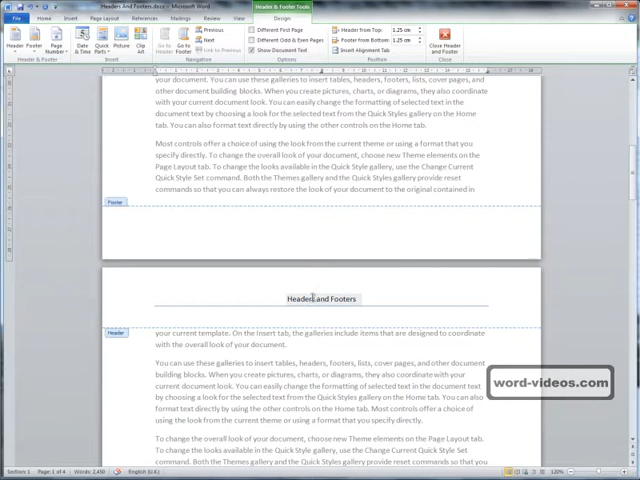 Headers And Footers.docx - Microsoft Word
Header & Footer Tools
File
Home
Insert
Page Layout
References
Mailings
Review
View
Design
Header
Footer
Page Number
Date & Time
Quick Parts
Picture
Clip Art
Go to Header
Go to Footer
Previous
Next
Link to Previous
Different First Page
Different Odd & Even Pages
Show Document Text
Header from Top: 1.25 cm
Footer from Bottom: 1.25 cm
Insert Alignment Tab
Close Header and Footer
Header & Footer
Insert
Navigation
Options
Position
Close
your document. You can use these galleries to insert tables, headers, footers, lists, cover pages, and
other document building blocks. When you create pictures, charts, or diagrams, they also coordinate
with your current document look. You can easily change the formatting of selected text in the
document text by choosing a look for the selected text from the Quick Styles gallery on the Home
tab. You can also format text directly by using the other controls on the Home tab.
Most controls offer a choice of using the look from the current theme or using a format that you
specify directly. To change the overall look of your document, choose new Theme elements on the
Page Layout tab. To change the looks available in the Quick Style gallery, use the Change Current
Quick Style Set command. Both the Themes gallery and the Quick Styles gallery provide reset
commands so that you can always restore the look of your document to the original contained in
Footer
Headers and Footers
Header
your current template. On the Insert tab, the galleries include items that are designed to coordinate
with the overall look of your document.
You can use these galleries to insert tables, headers, footers, lists, cover pages, and other document
building blocks. When you create pictures, charts, or diagrams, they also coordinate with your
current document look. You can easily change the formatting of selected text in the document text
by choosing a look for the selected text from the Quick Styles gallery on the Home tab. You can also
format text directly by using the other controls on the Home tab. Most controls offer a choice of
using the look from the current theme or using a format that you specify directly.
To change the overall look of your document, choose new Theme elements on the Page Layout tab.
To change the looks available in the Quick Style gallery, use the Change Current Quick Style Set
command. Both the Themes gallery and the Quick Styles gallery provide reset commands so that you
word-videos.com
Section: 1
Page: 1 of 4
Words: 2,450
English (U.K.)
120%